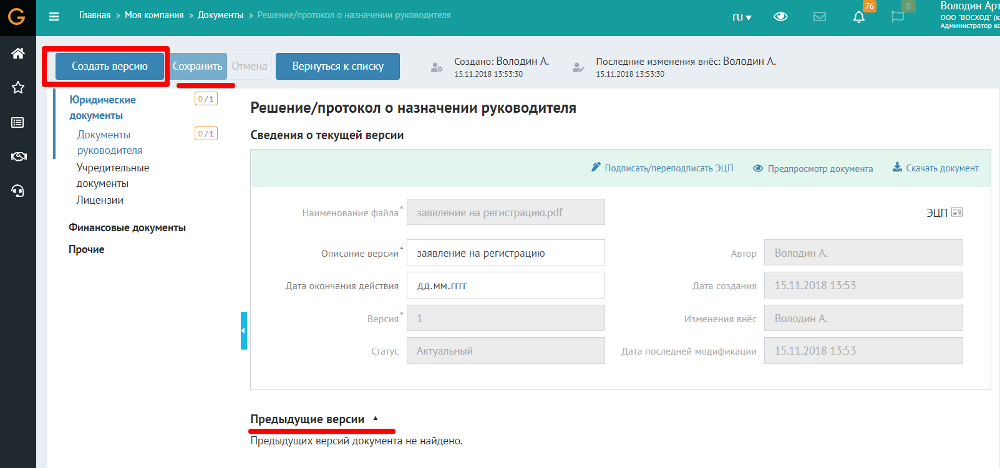 Главная > Моя компания > Документы > Решение/протокол о назначении руководителя
ru
76
0
Володин Арт
ООО "ВОСХОД" (к
Администратор ко
Создать версию
Сохранить
Отмена
Вернуться к списку
Создано: Володин А.
15.11.2018 13:53:30
Последние изменения внёс: Володин А.
15.11.2018 13:53:30
Юридические
документы
0 / 1
Документы
руководителя
0 / 1
Учредительные
документы
Лицензии
Финансовые документы
Прочие
Решение/протокол о назначении руководителя
Сведения о текущей версии
Подписать/переподписать ЭЦП
Предпросмотр документа
Скачать документ
Наименование файла* заявление на регистрацию.pdf
ЭЦП
Описание версии* заявление на регистрацию
Автор Володин А.
Дата окончания действия дд.мм.гггг
Дата создания 15.11.2018 13:53
Версия* 1
Изменения внёс Володин А.
Статус Актуальный
Дата последней модификации 15.11.2018 13:53
Предыдущие версии
Предыдущих версий документа не найдено.